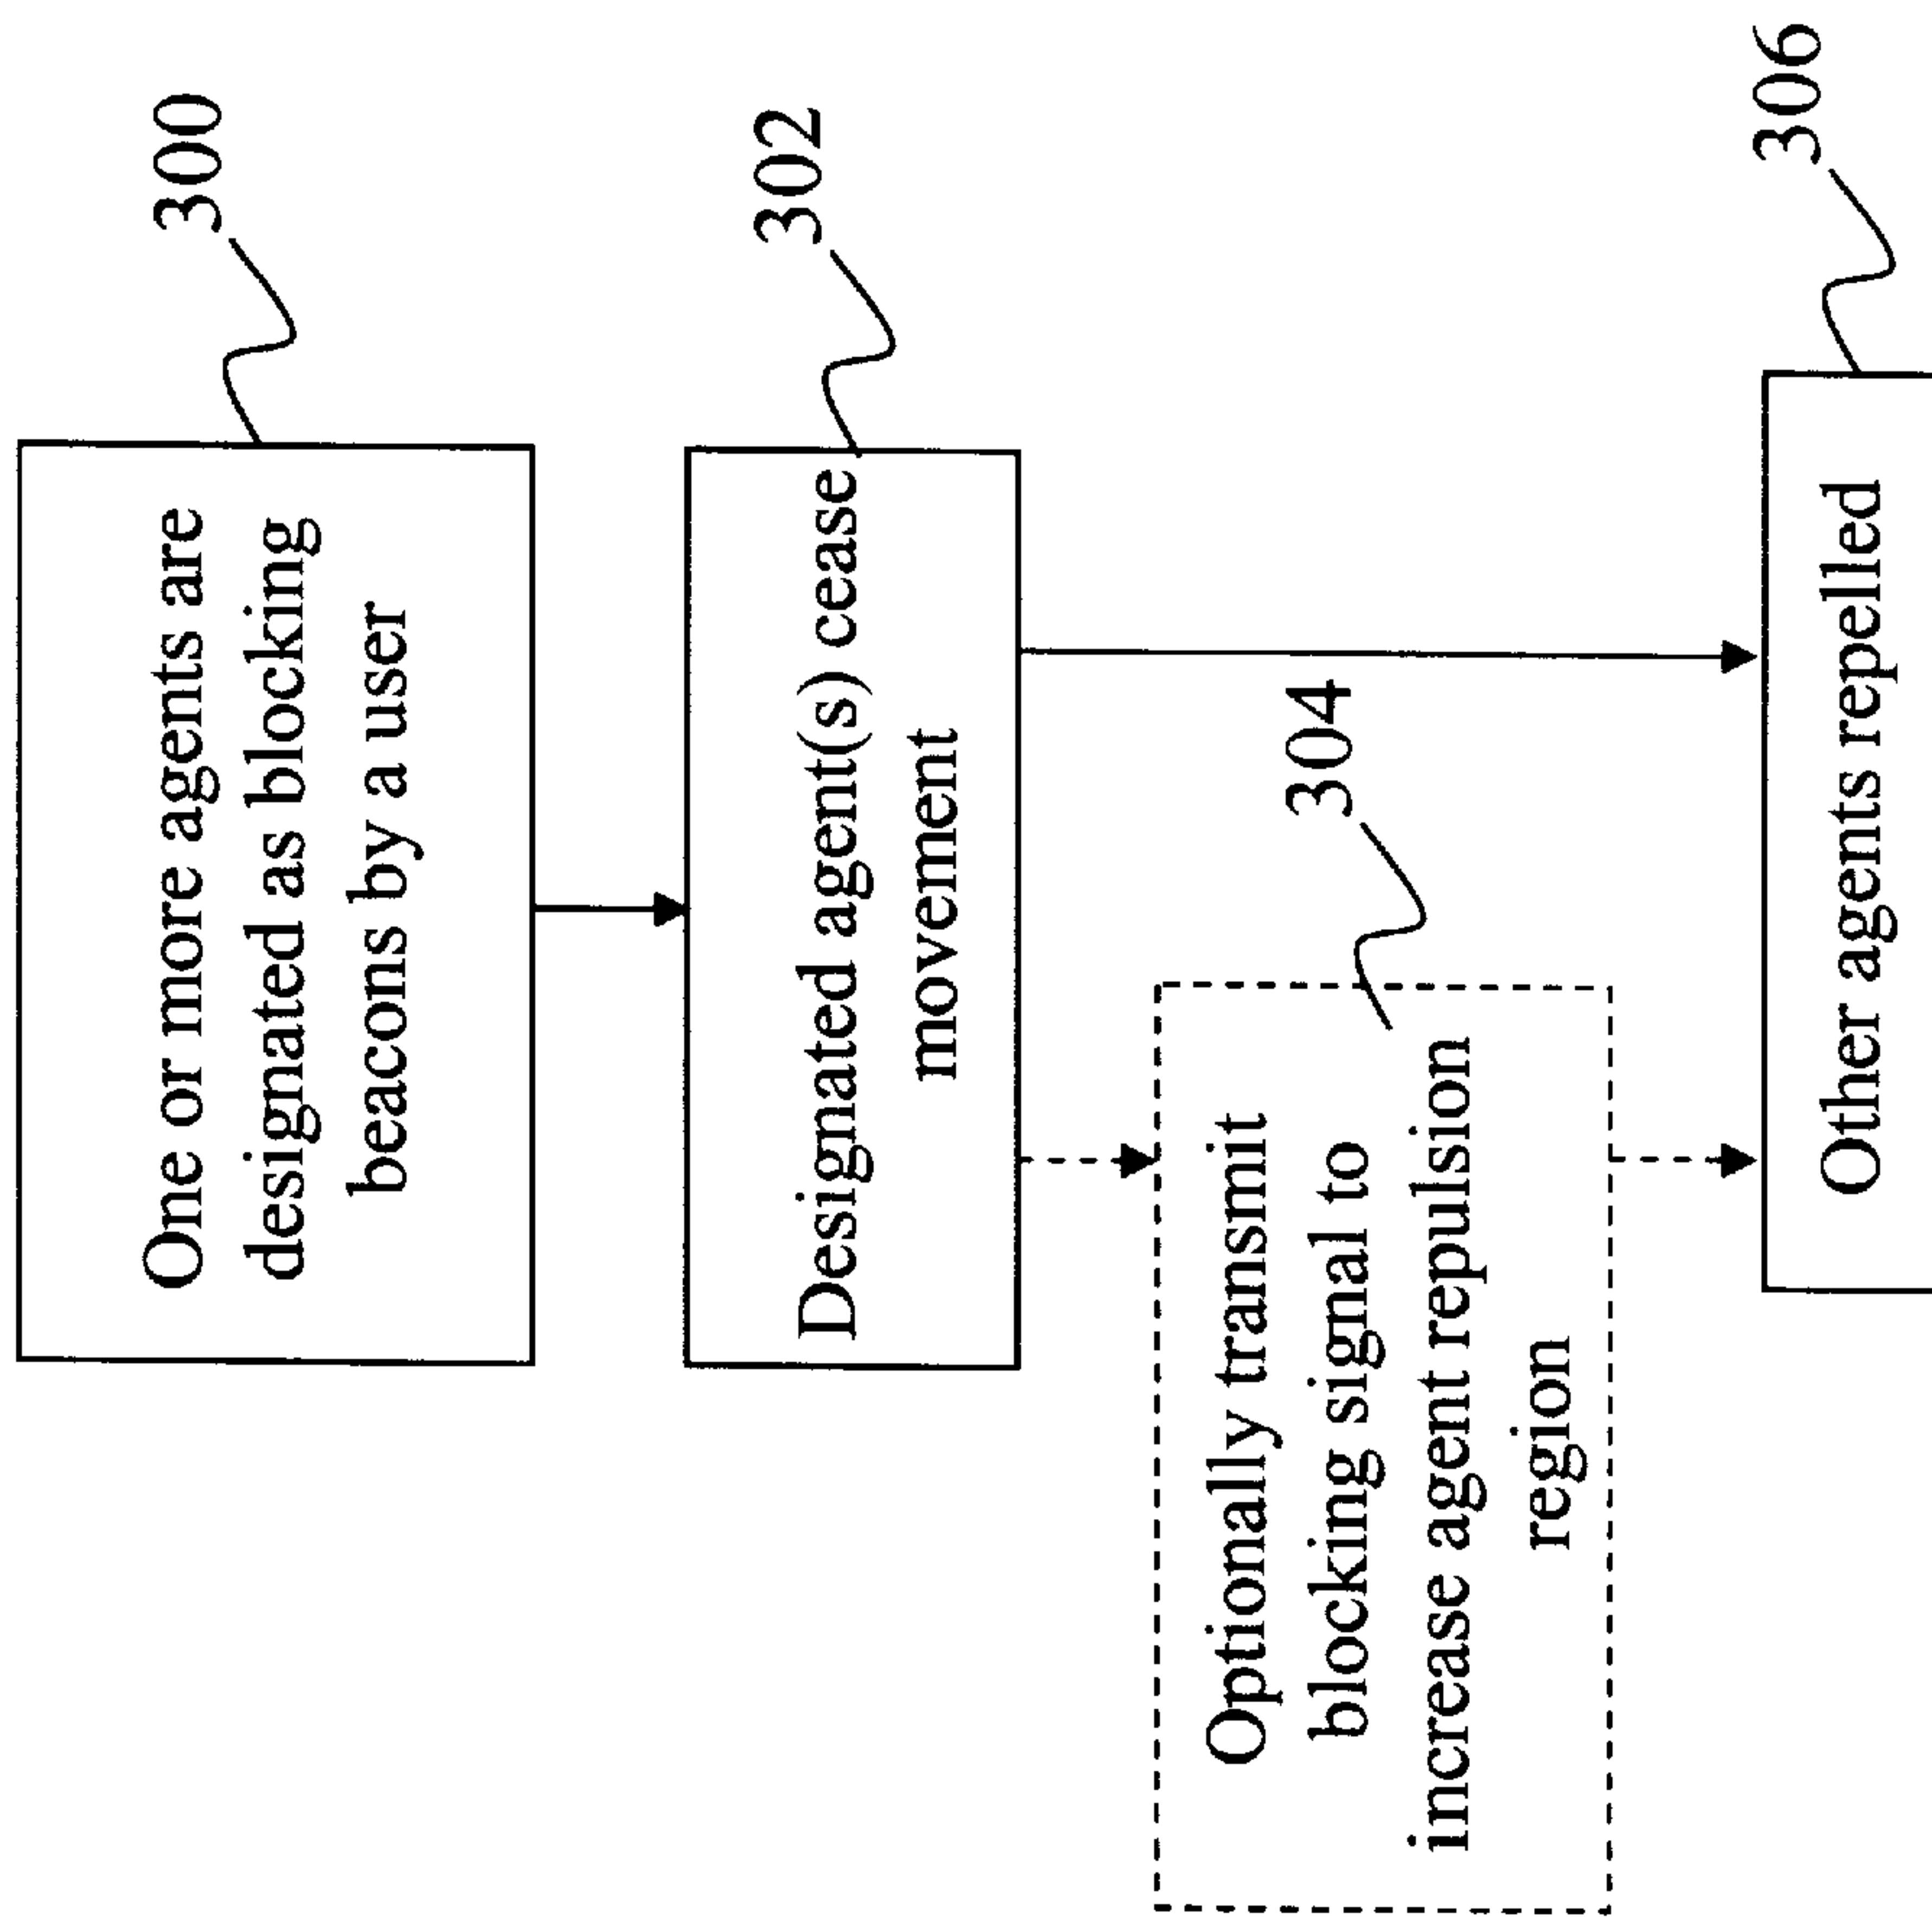 300
One or more agents are
designated as blocking
beacons by a user
302
Designated agent(s) cease
movement
304
Optionally transmit
blocking signal to
increase agent repulsion
region
306
Other agents repelled